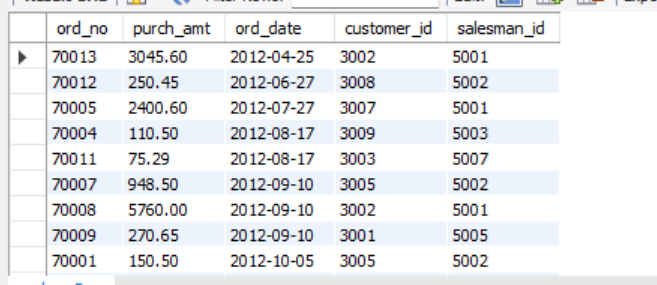 ord_no purch_amt ord_date customer_id salesman_id
70013 3045.60 2012-04-25 3002 5001
70012 250.45 2012-06-27 3008 5002
70005 2400.60 2012-07-27 3007 5001
70004 110.50 2012-08-17 3009 5003
70011 75.29 2012-08-17 3003 5007
70007 948.50 2012-09-10 3005 5002
70008 5760.00 2012-09-10 3002 5001
70009 270.65 2012-09-10 3001 5005
70001 150.50 2012-10-05 3005 5002